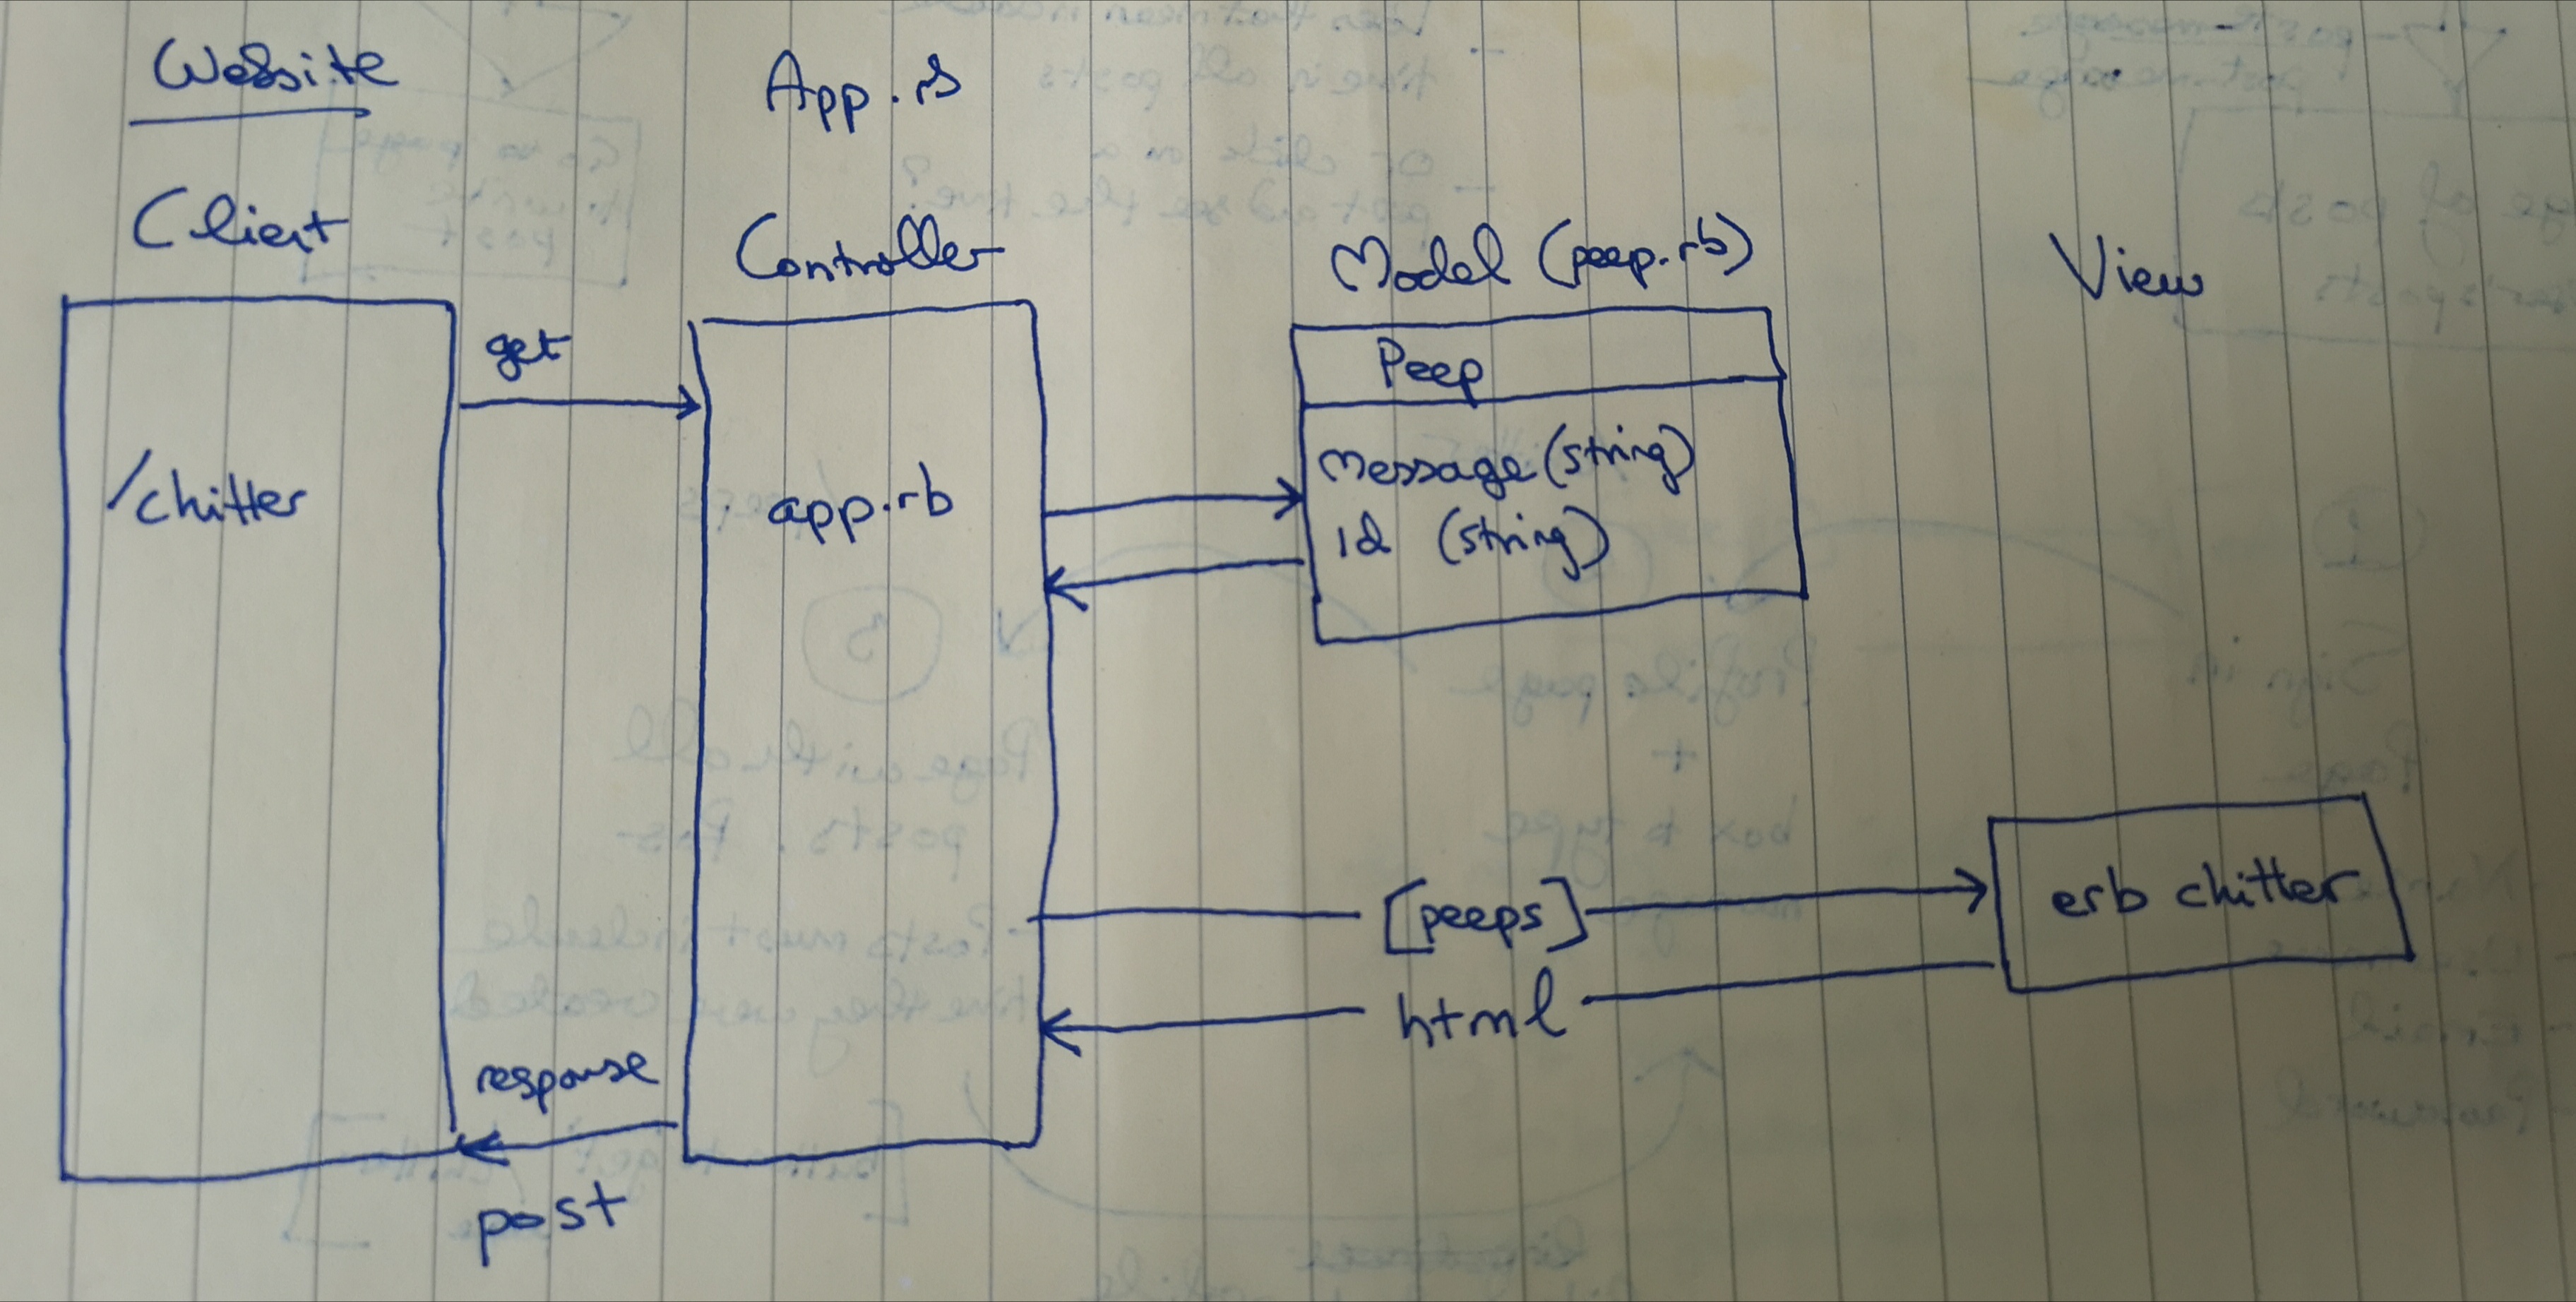 Website
App.rb
Client
Controller
Model (peep.rb)
View
get
Peep
/chitter
app.rb
Message (string)
id (string)
[peeps]
erb chitter
html
response
post